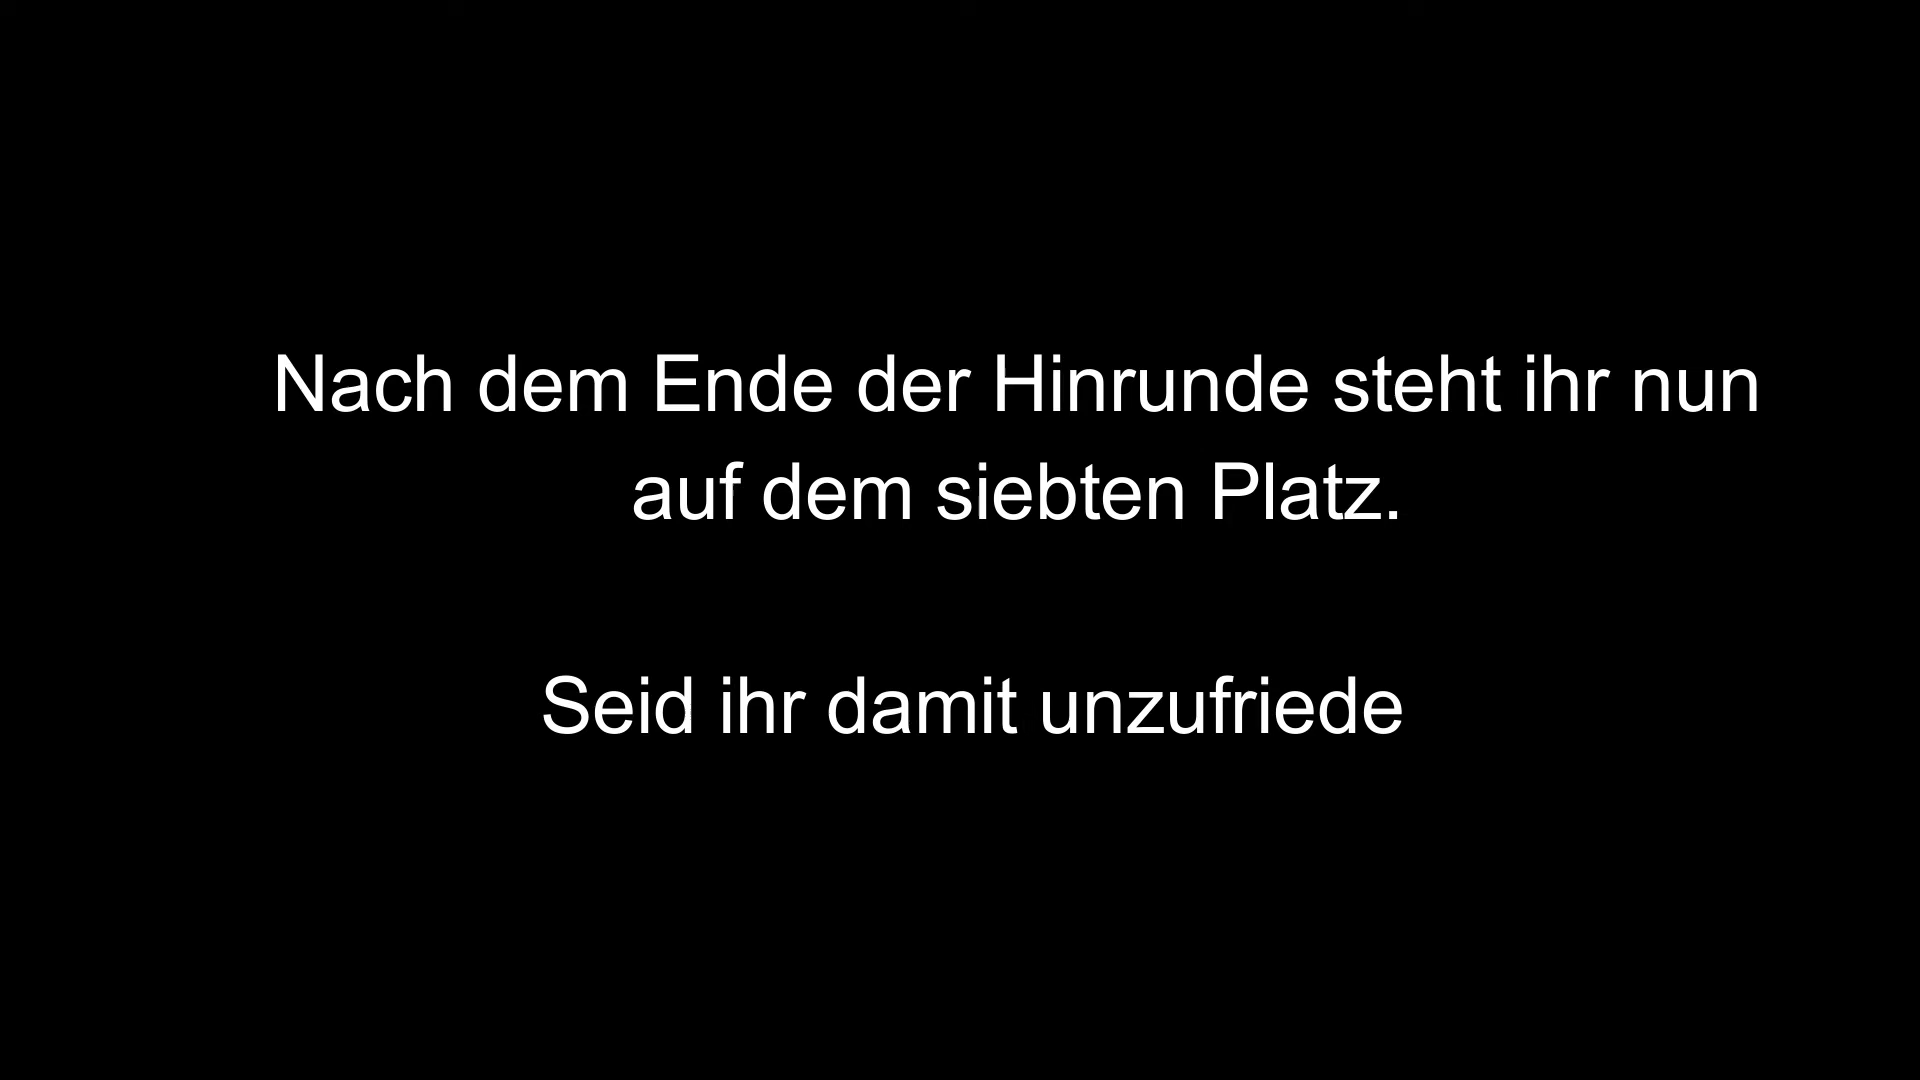 Nach dem Ende der Hinrunde steht ihr nun
auf dem siebten Platz.
Seid ihr damit unzufriede